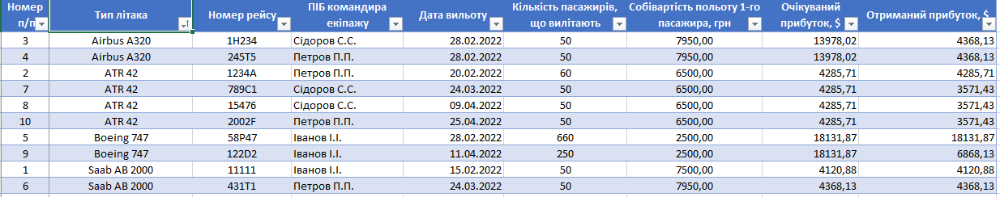 Номер п/п Тип літака Номер рейсу ПІБ командира екіпажу Дата вильоту Кількість пасажирів, що вилітають Собівартість польоту 1-го пасажира, грн Очікуваний прибуток, $ Отриманий прибуток, $
3 Airbus A320 1H234 Сідоров С.С. 28.02.2022 50 7950,00 13978,02 4368,13
4 Airbus A320 245T5 Петров П.П. 28.02.2022 50 7950,00 13978,02 4368,13
2 ATR 42 1234A Петров П.П. 20.02.2022 60 6500,00 4285,71 4285,71
7 ATR 42 789C1 Сідоров С.С. 24.03.2022 50 6500,00 4285,71 3571,43
8 ATR 42 15476 Сідоров С.С. 09.04.2022 50 6500,00 4285,71 3571,43
10 ATR 42 2002F Петров П.П. 25.04.2022 50 6500,00 4285,71 3571,43
5 Boeing 747 58P47 Іванов І.І. 28.02.2022 660 2500,00 18131,87 18131,87
9 Boeing 747 122D2 Іванов І.І. 11.04.2022 250 2500,00 18131,87 6868,13
1 Saab AB 2000 11111 Іванов І.І. 15.02.2022 50 7500,00 4120,88 4120,88
6 Saab AB 2000 431T1 Петров П.П. 24.03.2022 50 7950,00 4368,13 4368,13